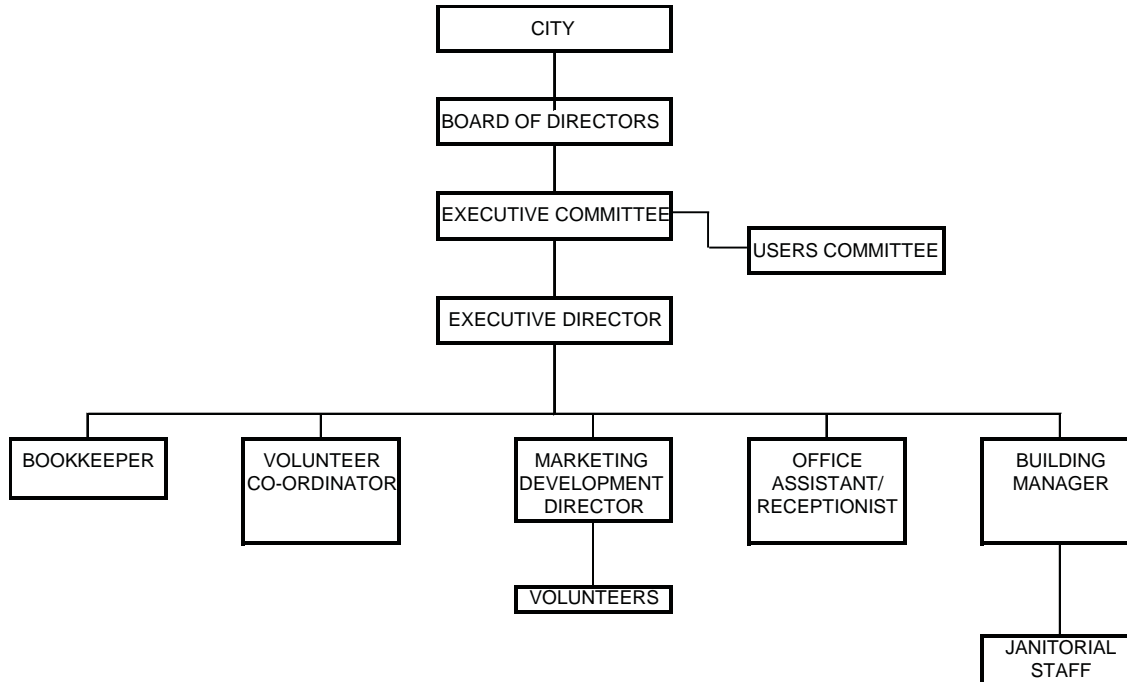 CITY
BOARD OF DIRECTORS
EXECUTIVE COMMITTEE
USERS COMMITTEE
EXECUTIVE DIRECTOR
BOOKKEEPER
VOLUNTEER
CO-ORDINATOR
MARKETING
DEVELOPMENT
DIRECTOR
OFFICE
ASSISTANT/
RECEPTIONIST
BUILDING
MANAGER
VOLUNTEERS
JANITORIAL
STAFF